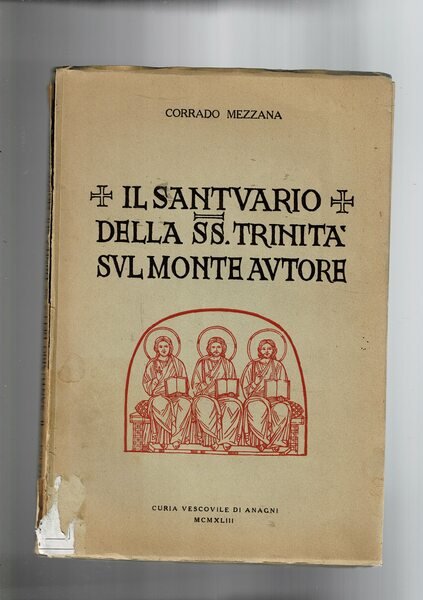 CORRADO MEZZANA
IL SANTVARIO
DELLA SS. TRINITA'
SVL MONTE AVTORE
CURIA VESCOVILE DI ANAGNI
MCMXLIII